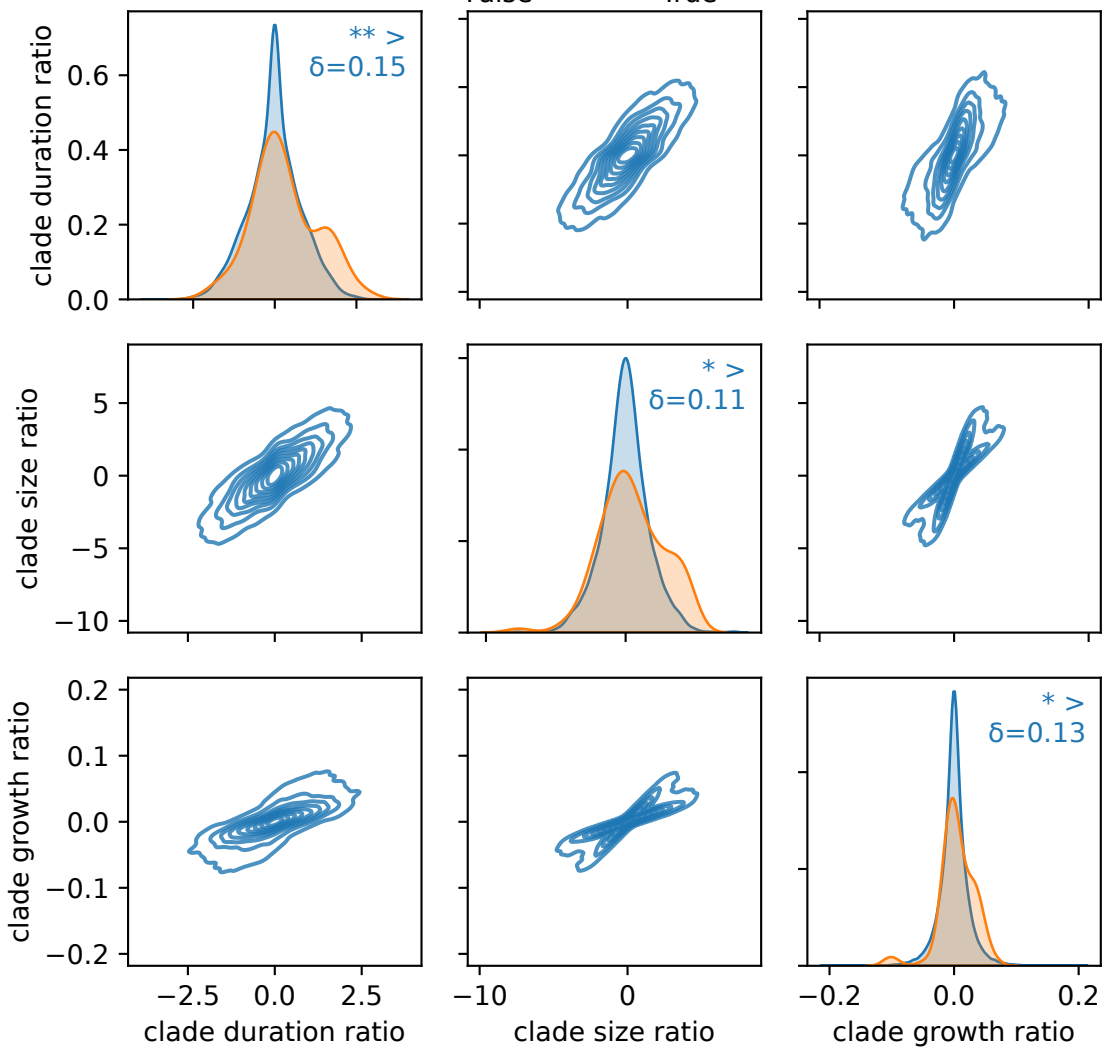 False True
clade duration ratio
0.6
0.4
0.2
0.0
** >
δ=0.15
clade size ratio
5
0
−5
−10
* >
δ=0.11
clade growth ratio
0.2
0.1
0.0
−0.1
−0.2
* >
δ=0.13
−2.5 0.0 2.5
−10 0
−0.2 0.0 0.2
clade duration ratio
clade size ratio
clade growth ratio